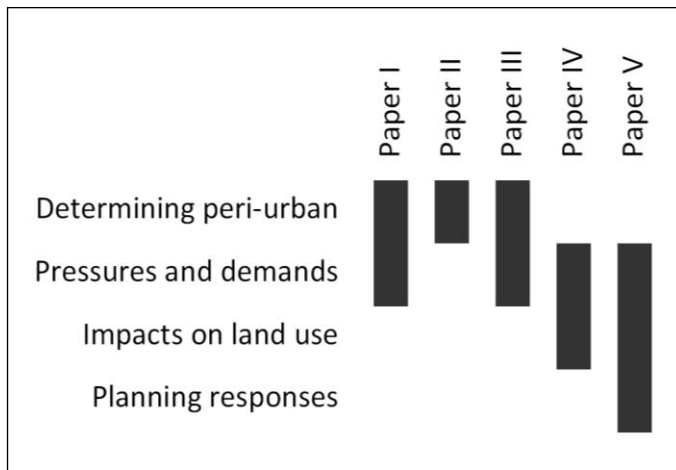 Paper I
Paper II
Paper III
Paper IV
Paper V
Determining peri-urban
Pressures and demands
Impacts on land use
Planning responses